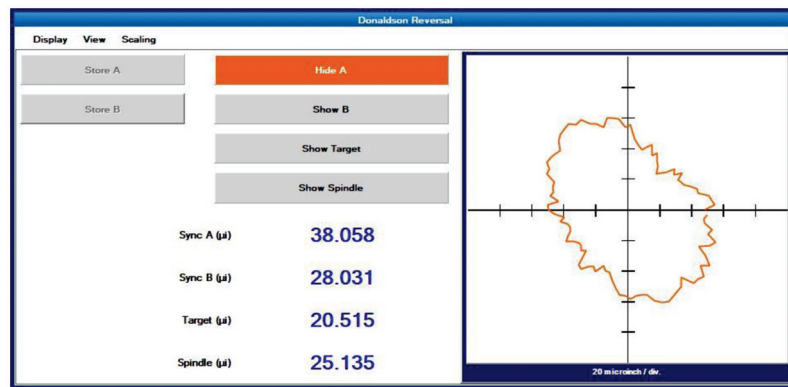 Donaldson Reversal
Display View Scaling
Store A
Hide A
Store B
Show B
Show Target
Show Spindle
Sync A (µi) 38.058
Sync B (µi) 28.031
Target (µi) 20.515
Spindle (µi) 25.135
20 microinch / div.